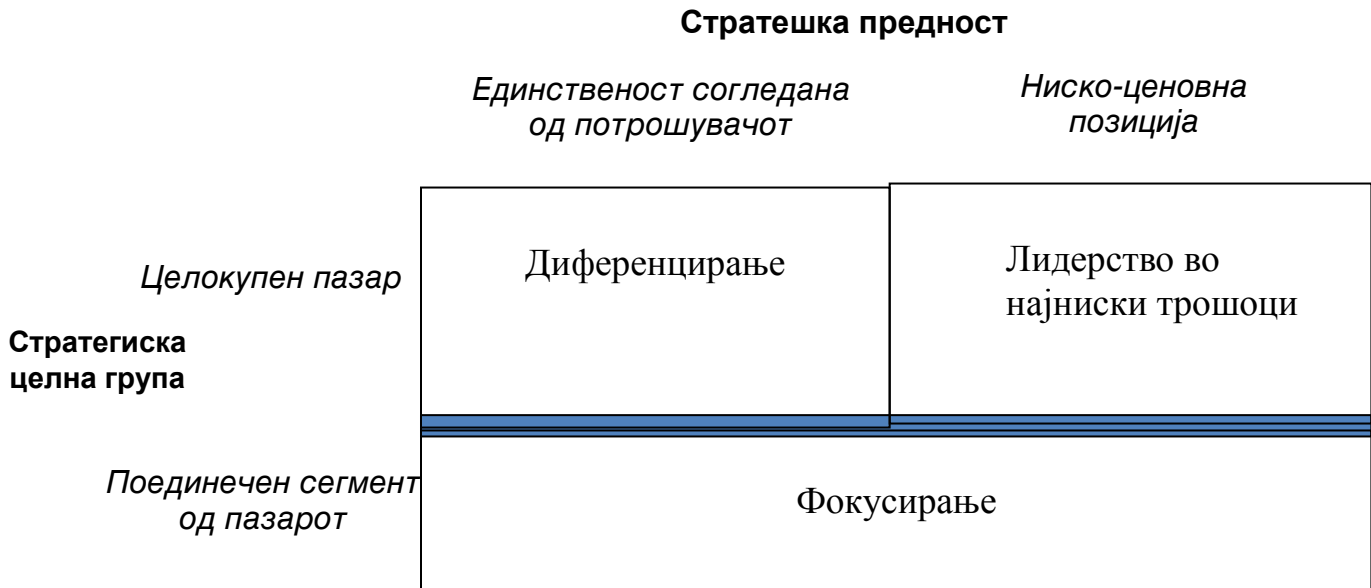 Стратешка предност
Единственост согледана
од потрошувачот
Ниско-ценовна
позиција
Целокупен пазар
Диференцирање
Лидерство во
најниски трошоци
Стратегиска
целна група
Поединечен сегмент
од пазарот
Фокусирање